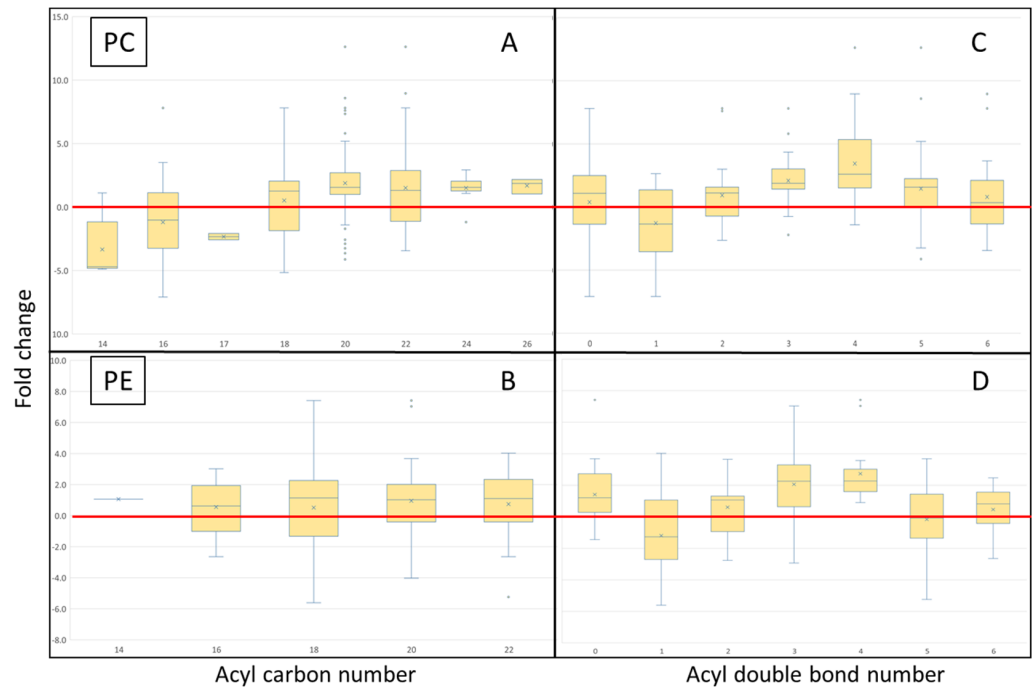 PC
A
C
15.0
10.0
5.0
0.0
-5.0
10.0
14 16 17 18 20 22 24 26
0 1 2 3 4 5 6
Fold change
PE
B
D
10.0
8.0
6.0
4.0
2.0
0.0
-2.0
-4.0
-6.0
-8.0
14 16 18 20 22
0 1 2 3 4 5 6
Acyl carbon number
Acyl double bond number